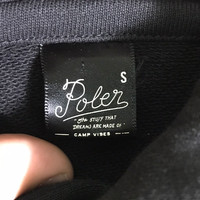 S
Poler
"The STUFF THAT
DREAMS ARE MADE OF"
CAMP VIBES